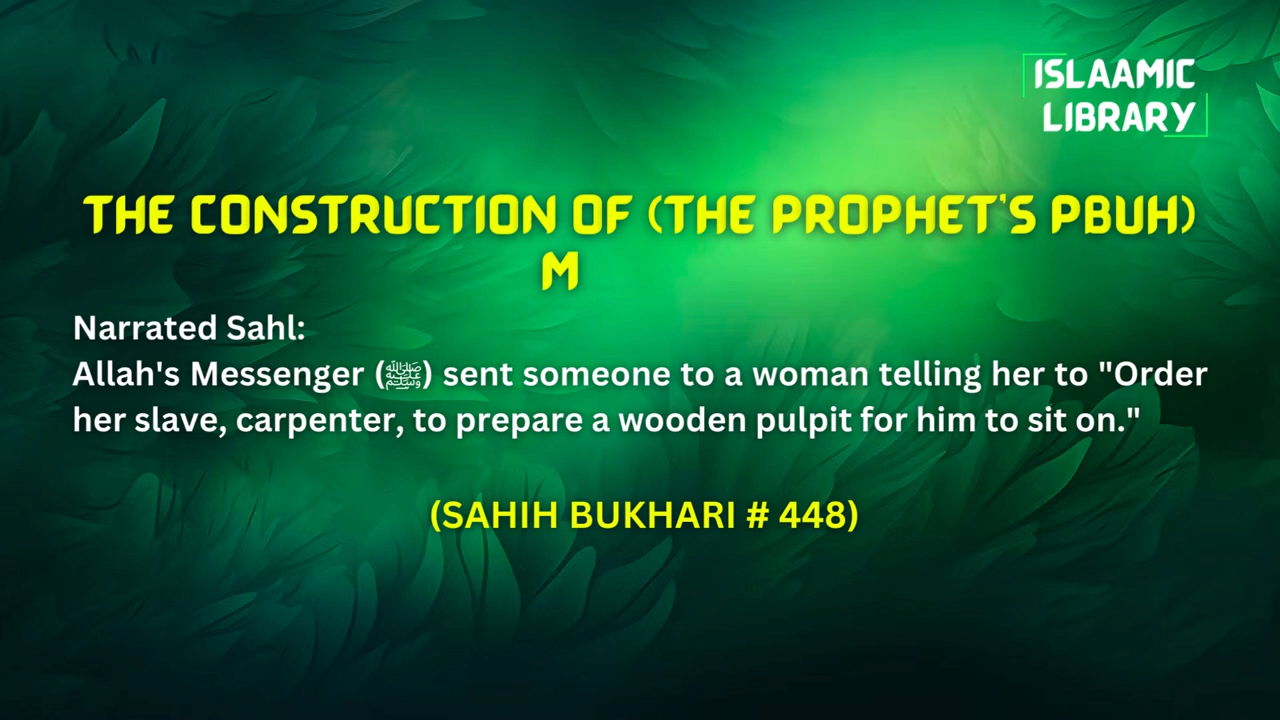 ISLAAMIC
LIBRARY
THE CONSTRUCTION OF (THE PROPHET'S PBUH)
M
Narrated Sahl:
Allah's Messenger (ﷺ) sent someone to a woman telling her to "Order
her slave, carpenter, to prepare a wooden pulpit for him to sit on."
(SAHIH BUKHARI # 448)